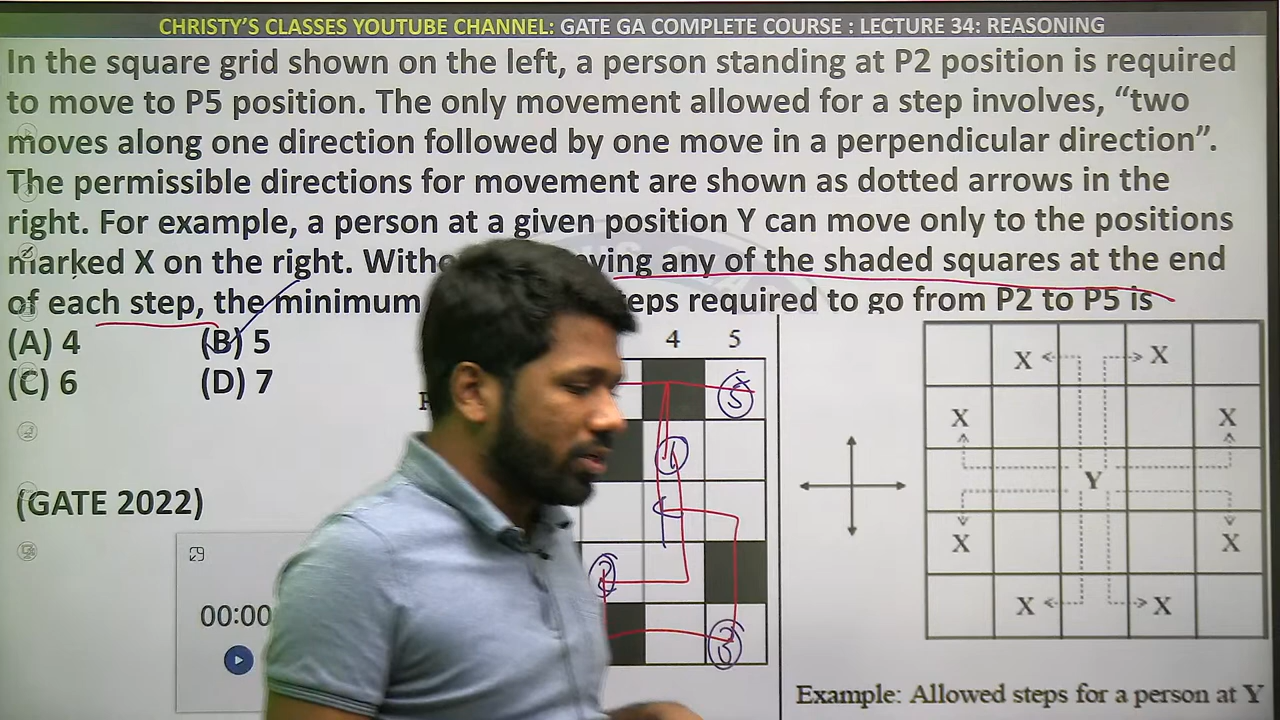 CHRISTY'S CLASSES YOUTUBE CHANNEL: GATE GA COMPLETE COURSE : LECTURE 34: REASONING
In the square grid shown on the left, a person standing at P2 position is required
to move to P5 position. The only movement allowed for a step involves, "two
moves along one direction followed by one move in a perpendicular direction".
The permissible directions for movement are shown as dotted arrows in the
right. For example, a person at a given position Y can move only to the positions
marked X on the right. any of the shaded squares at the end
of each step, the minimum required to go from P2 to P5 is
(A) 4 (B) 5
(C) 6 (D) 7
(GATE 2022)
00:00
4 5
5
2
3
X X
X X
Y
X X
X X
Example: Allowed steps for a person at Y